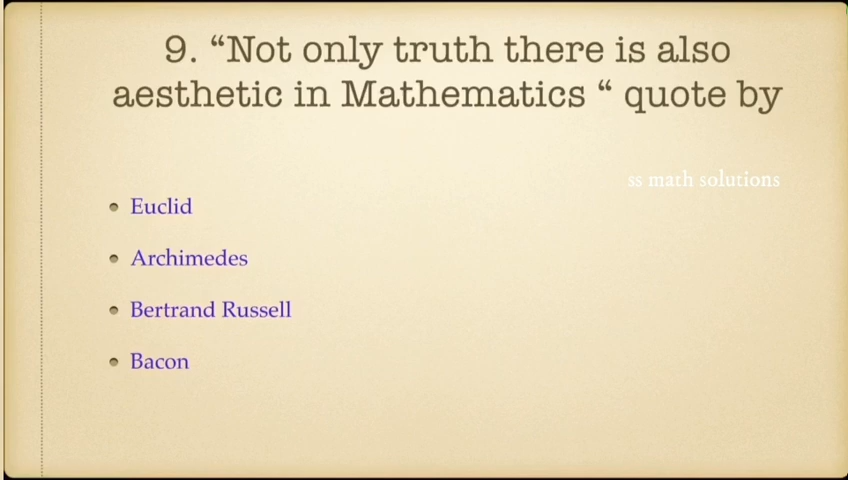 9. “Not only truth there is also
aesthetic in Mathematics “ quote by
ss math solutions
Euclid
Archimedes
Bertrand Russell
Bacon